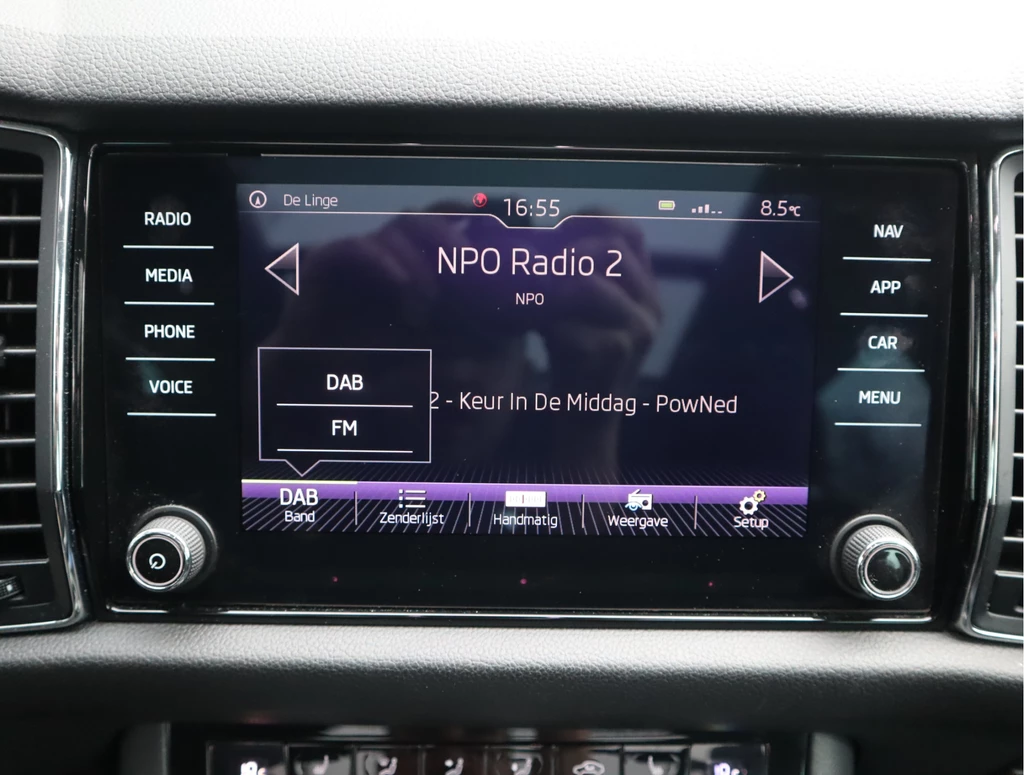 De Linge 16:55 8.5°C
RADIO
MEDIA
PHONE
VOICE
NPO Radio 2
NPO
2 - Keur In De Middag - PowNed
DAB
FM
DAB
Band
Zenderlijst
Handmatig
Weergave
Setup
NAV
APP
CAR
MENU